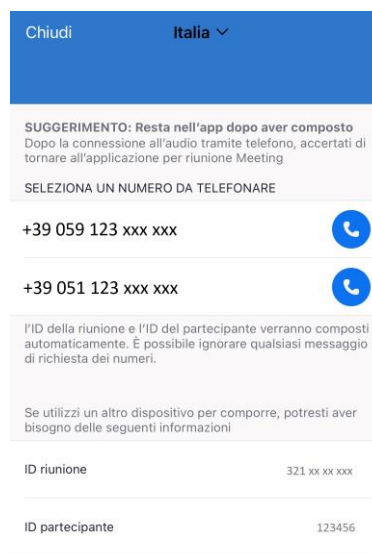 Chiudi Italia
SUGGERIMENTO: Resta nell'app dopo aver composto
Dopo la connessione all'audio tramite telefono, accertati di
tornare all'applicazione per riunione Meeting
SELEZIONA UN NUMERO DA TELEFONARE
+39 059 123 xxx xxx
+39 051 123 xxx xxx
l'ID della riunione e l'ID del partecipante verranno composti
automaticamente. È possibile ignorare qualsiasi messaggio
di richiesta dei numeri.
Se utilizzi un altro dispositivo per comporre, potresti aver
bisogno delle seguenti informazioni
ID riunione 321 xx xx xxx
ID partecipante 123456